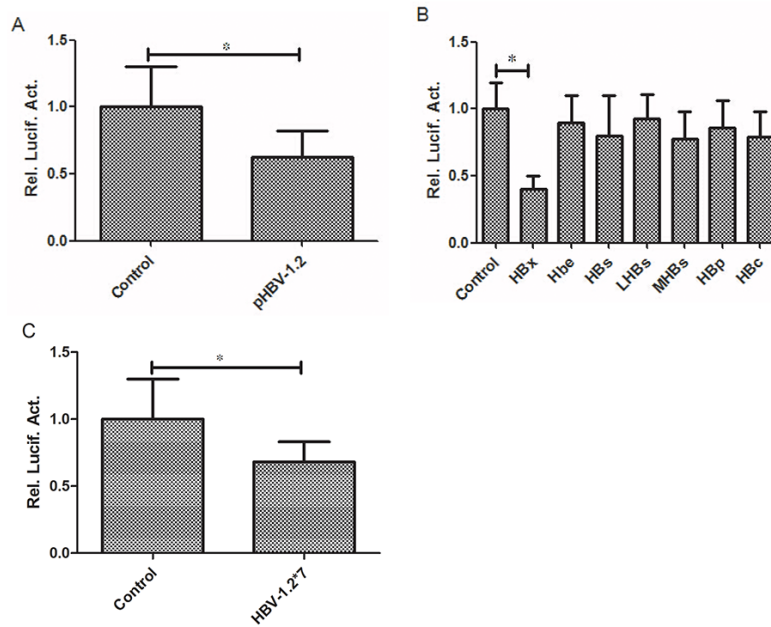 A
Rel. Lucif. Act.
1.5
1.0
0.5
0.0
*
Control
pHBV-1.2
B
Rel. Lucif. Act.
1.5
1.0
0.5
0.0
*
Control
HBx
Hbe
HBs
LHBs
MHBs
HBp
HBc
C
Rel. Lucif. Act.
1.5
1.0
0.5
0.0
*
Control
HBV-1.2*7